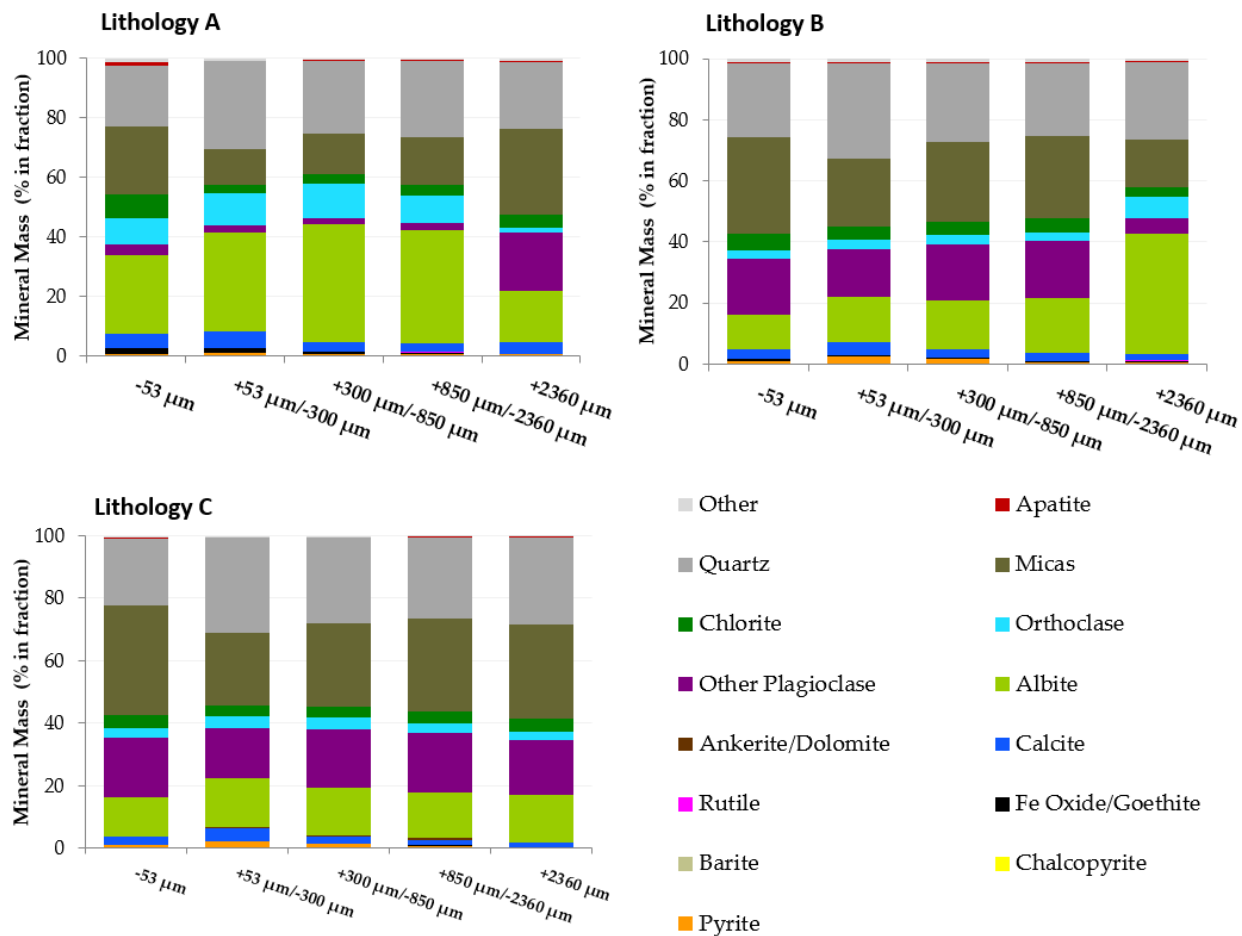 Lithology A
Mineral Mass (% in fraction)
100
80
60
40
20
0
-53 µm
+53 µm/-300 µm
+300 µm/-850 µm
+850 µm/-2360 µm
+2360 µm
Lithology B
Mineral Mass (% in fraction)
100
80
60
40
20
0
-53 µm
+53 µm/-300 µm
+300 µm/-850 µm
+850 µm/-2360 µm
+2360 µm
Lithology C
Mineral Mass (% in fraction)
100
80
60
40
20
0
-53 µm
+53 µm/-300 µm
+300 µm/-850 µm
+850 µm/-2360 µm
+2360 µm
Other
Apatite
Quartz
Micas
Chlorite
Orthoclase
Other Plagioclase
Albite
Ankerite/Dolomite
Calcite
Rutile
Fe Oxide/Goethite
Barite
Chalcopyrite
Pyrite